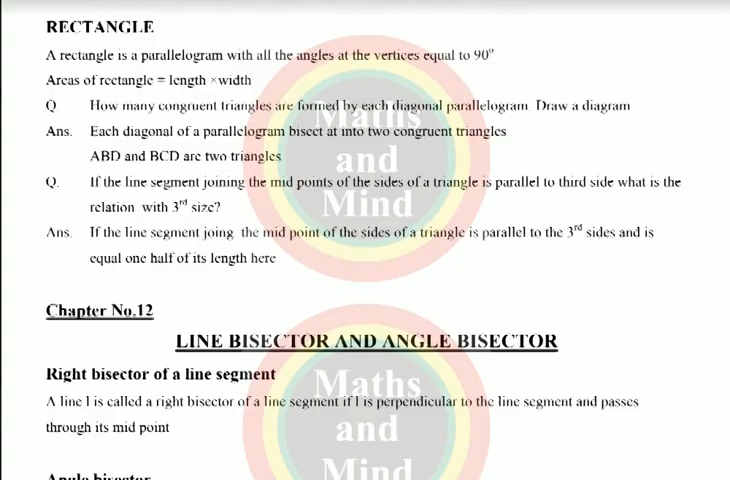 RECTANGLE
A rectangle is a parallelogram with all the angles at the vertices equal to 90°
Areas of rectangle = length ×width
Q. How many congruent triangles are formed by each diagonal parallelogram. Draw a diagram
Ans. Each diagonal of a parallelogram bisect at into two congruent triangles
ABD and BCD are two triangles
Q. If the line segment joining the mid points of the sides of a triangle is parallel to third side what is the
relation with 3rd size?
Ans. If the line segment joing the mid point of the sides of a triangle is parallel to the 3rd sides and is
equal one half of its length here
Maths
and
Mind
Chapter No.12
LINE BISECTOR AND ANGLE BISECTOR
Right bisector of a line segment
A line l is called a right bisector of a line segment if l is perpendicular to the line segment and passes
through its mid point
Maths
and
Mind
Angle bisector